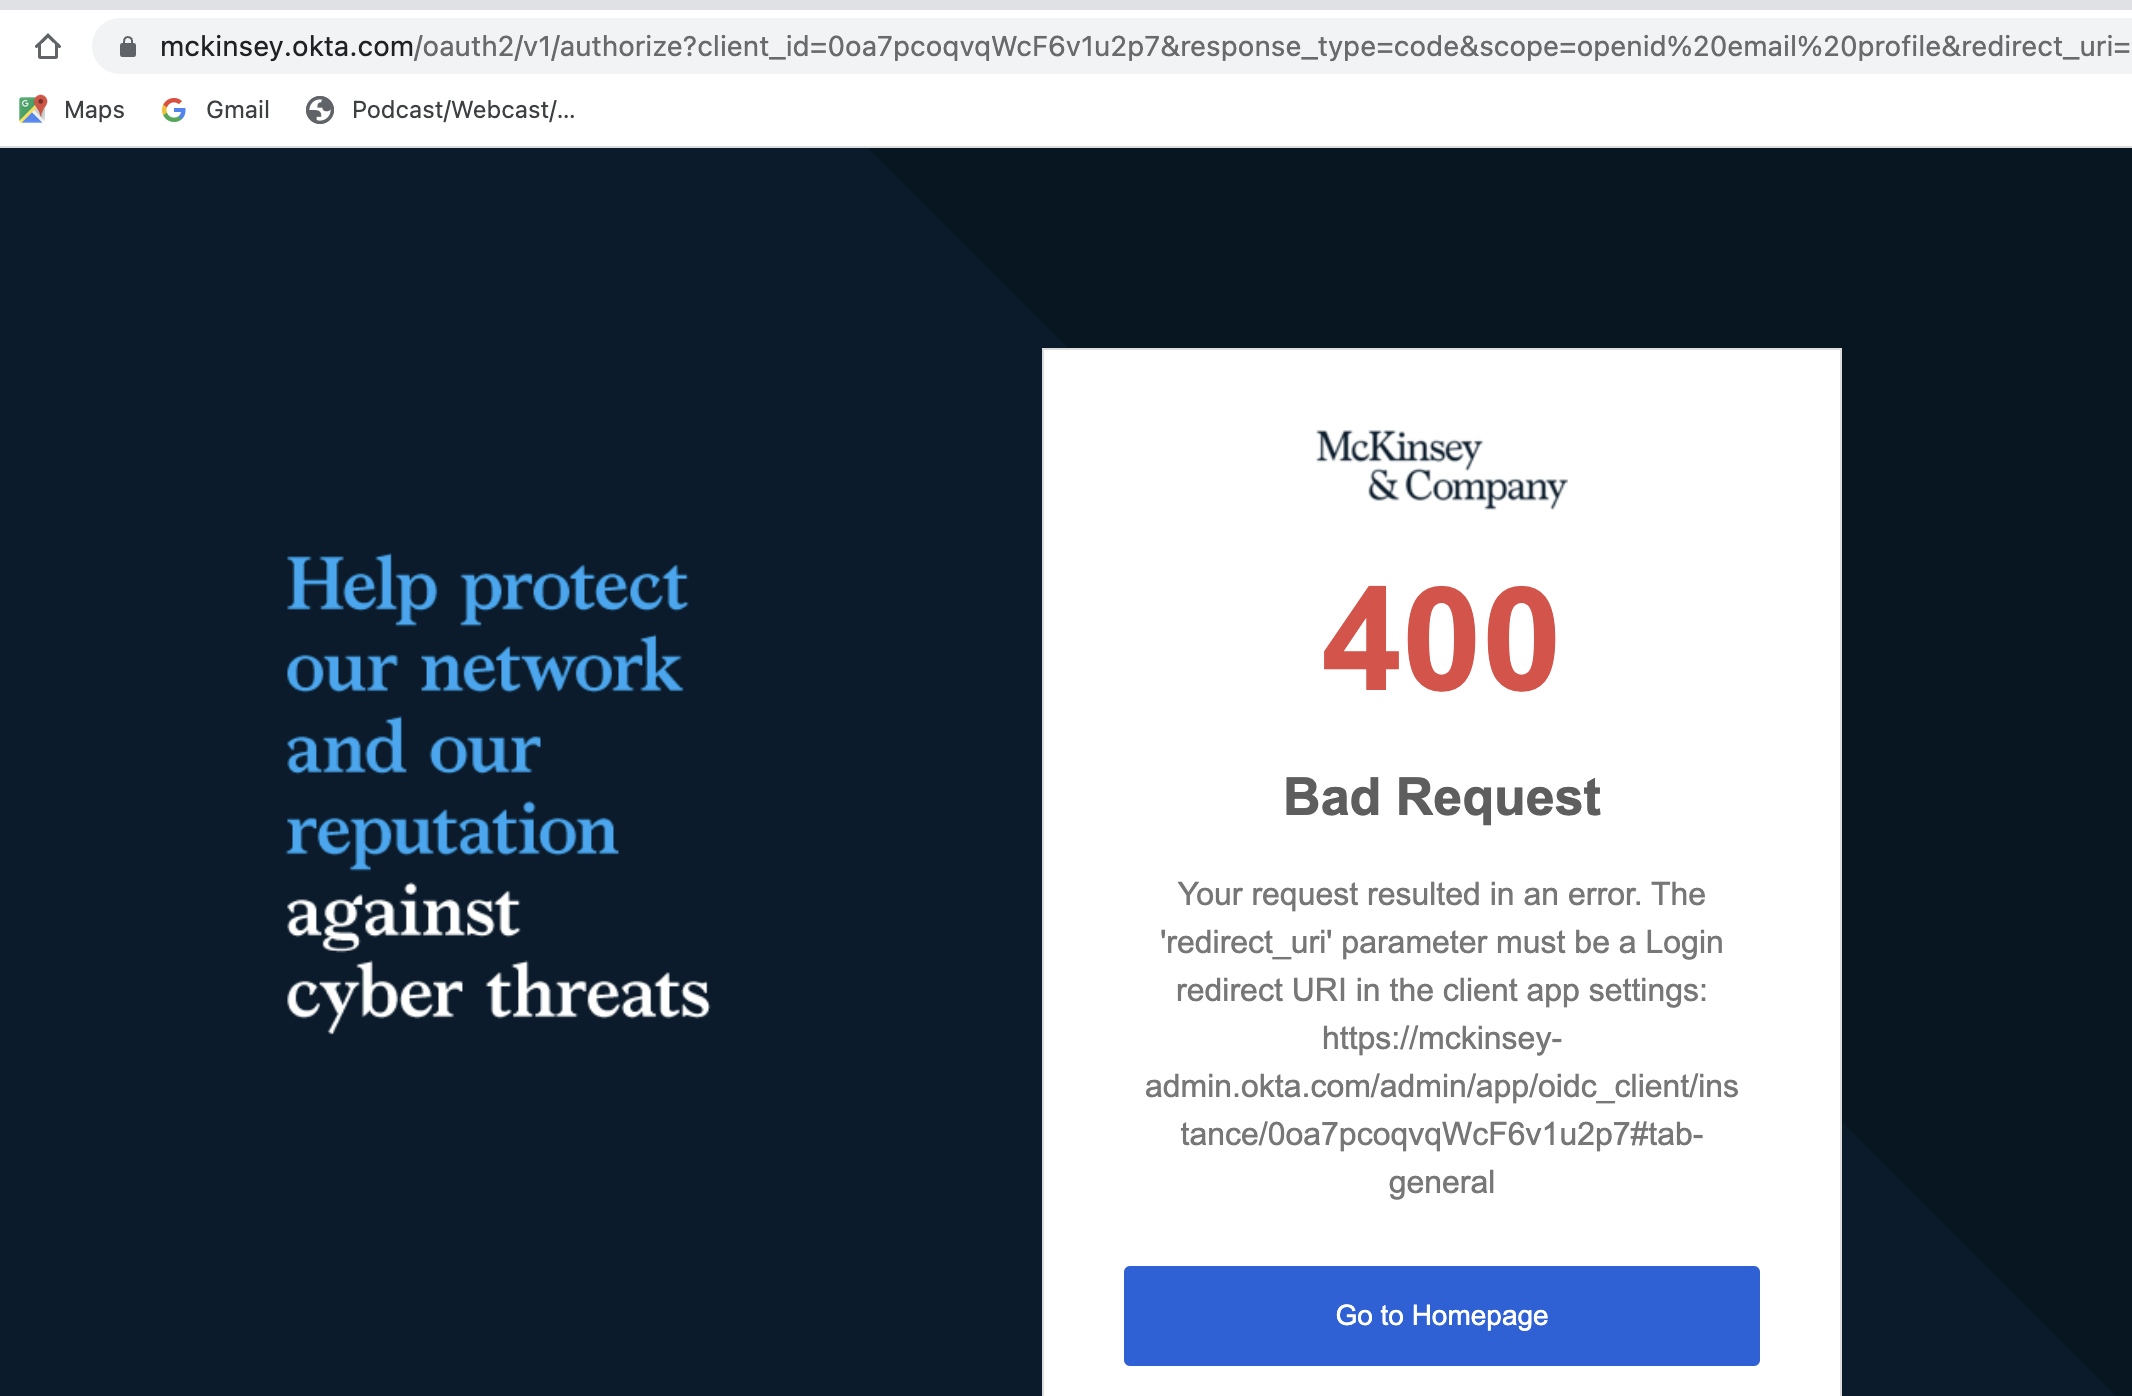 mckinsey.okta.com/oauth2/v1/authorize?client_id=0oa7pcoqvqWcF6v1u2p7&response_type=code&scope=openid%20email%20profile&redirect_uri=
Maps
Gmail
Podcast/Webcast/...
Help protect
our network
and our
reputation
against
cyber threats
McKinsey
& Company
400
Bad Request
Your request resulted in an error. The
'redirect_uri' parameter must be a Login
redirect URI in the client app settings:
https://mckinsey-
admin.okta.com/admin/app/oidc_client/ins
tance/0oa7pcoqvqWcF6v1u2p7#tab-
general
Go to Homepage